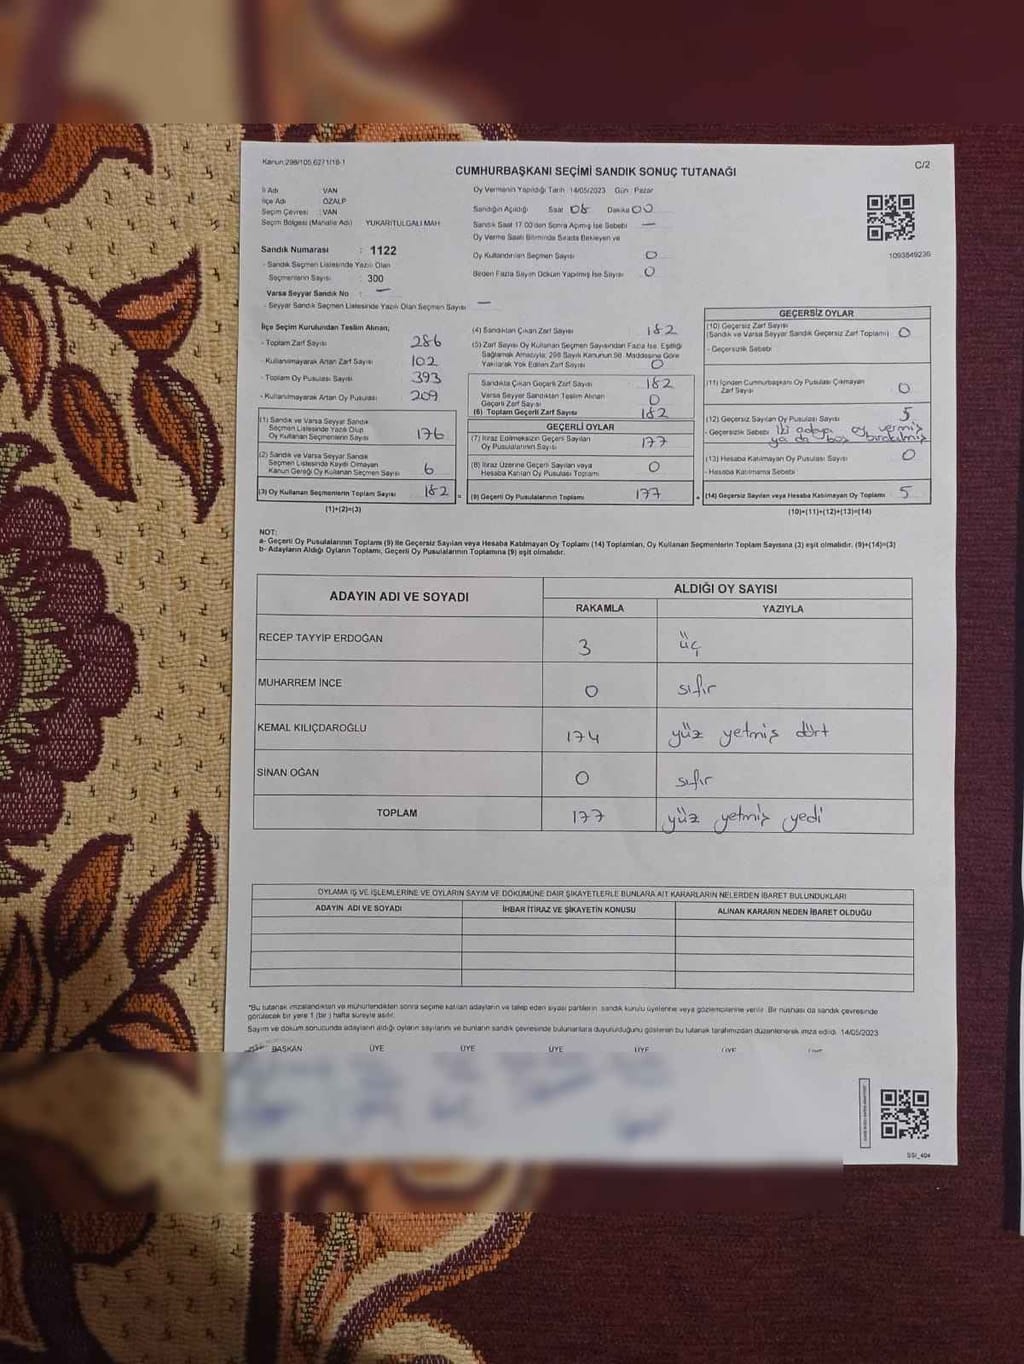 Kanun:298/105,6271/18-1
C/2
CUMHURBAŞKANI SEÇİMİ SANDIK SONUÇ TUTANAĞI
İl Adı : VAN
İlçe Adı : ÖZALP
Seçim Çevresi : VAN
Seçim Bölgesi (Mahalle Adı) : YUKARITULGALI MAH.
Oy Vermenin Yapıldığı Tarih : 14/05/2023 Gün : Pazar
Sandığın Açıldığı Saat 08 Dakika 00
Sandık Saat 17.00'den Sonra Açılmış İse Sebebi —
Oy Verme Saati Bitiminde Sırada Bekleyen ve
Oy Kullandırılan Seçmen Sayısı 0
Birden Fazla Sayım Döküm Yapılmış İse Sayısı 0
1093849236
Sandık Numarası : 1122
- Sandık Seçmen Listesinde Yazılı Olan
Seçmenlerin Sayısı : 300
Varsa Seyyar Sandık No : —
- Seyyar Sandık Seçmen Listesinde Yazılı Olan Seçmen Sayısı : —
İlçe Seçim Kurulundan Teslim Alınan;
- Toplam Zarf Sayısı 286
- Kullanılmayarak Artan Zarf Sayısı 102
- Toplam Oy Pusulası Sayısı 393
- Kullanılmayarak Artan Oy Pusulası 209
(1) Sandık ve Varsa Seyyar Sandık
Seçmen Listesinde Yazılı Olup
Oy Kullanan Seçmenlerin Sayısı 176
(2) Sandık ve Varsa Seyyar Sandık
Seçmen Listesinde Kaydı Olmayan
Kanun Gereği Oy Kullanan Seçmen Sayısı 6
(3) Oy Kullanan Seçmenlerin Toplam Sayısı 182
(1)+(2)=(3)
(4) Sandıktan Çıkan Zarf Sayısı 182
(5) Zarf Sayısı Oy Kullanan Seçmen Sayısından Fazla İse, Eşitliği
Sağlamak Amacıyla; 298 Sayılı Kanunun 98. Maddesine Göre
Yakılarak Yok Edilen Zarf Sayısı 0
Sandıkta Çıkan Geçerli Zarf Sayısı 182
Varsa Seyyar Sandıktan Teslim Alınan
Geçerli Zarf Sayısı 0
(6) Toplam Geçerli Zarf Sayısı 182
GEÇERLİ OYLAR
(7) İtiraz Edilmeksizin Geçerli Sayılan
Oy Pusulalarının Sayısı 177
(8) İtiraz Üzerine Geçerli Sayılan veya
Hesaba Katılan Oy Pusulası Toplamı 0
(9) Geçerli Oy Pusulalarının Toplamı 177
GEÇERSİZ OYLAR
(10) Geçersiz Zarf Sayısı
(Sandık ve Varsa Seyyar Sandık Geçersiz Zarf Toplamı) 0
- Geçersizlik Sebebi:
(11) İçinden Cumhurbaşkanı Oy Pusulası Çıkmayan
Zarf Sayısı 0
(12) Geçersiz Sayılan Oy Pusulası Sayısı 5
- Geçersizlik Sebebi: İki adaya oy vermiş
ya da boş bırakılmış
(13) Hesaba Katılmayan Oy Pusulası Sayısı 0
- Hesaba Katılmama Sebebi:
(14) Geçersiz Sayılan veya Hesaba Katılmayan Oy Toplamı 5
(10)+(11)+(12)+(13)=(14)
NOT:
a- Geçerli Oy Pusulalarının Toplamı (9) ile Geçersiz Sayılan veya Hesaba Katılmayan Oy Toplamı (14) Toplamları, Oy Kullanan Seçmenlerin Toplam Sayısına (3) eşit olmalıdır. (9)+(14)=(3)
b- Adayların Aldığı Oyların Toplamı, Geçerli Oy Pusulalarının Toplamına (9) eşit olmalıdır.
ADAYIN ADI VE SOYADI ALDIĞI OY SAYISI
RAKAMLA YAZIYLA
RECEP TAYYİP ERDOĞAN 3 üç
MUHARREM İNCE 0 sıfır
KEMAL KILIÇDAROĞLU 174 yüz yetmiş dört
SİNAN OĞAN 0 sıfır
TOPLAM 177 yüz yetmiş yedi
OYLAMA İŞ VE İŞLEMLERİNE VE OYLARIN SAYIM VE DÖKÜMÜNE DAİR ŞİKAYETLERLE BUNLARA AİT KARARLARIN NELERDEN İBARET BULUNDUKLARI
ADAYIN ADI VE SOYADI İHBAR İTİRAZ VE ŞİKAYETİN KONUSU ALINAN KARARIN NEDEN İBARET OLDUĞU
*Bu tutanak imzalandıktan ve mühürlendikten sonra seçime katılan adayların ve talep eden siyasi partilerin sandık kurulu üyelerine veya gözlemcilerine verilir. Bir nüshası da sandık çevresinde
görülecek bir yere 1 (bir) hafta süreyle asılır.
Sayım ve döküm sonucunda adayların aldığı oyların sayılarını ve bunların sandık çevresinde bulunanlara duyurulduğunu gösteren bu tutanak tarafımızdan düzenlenerek imza edildi. 14/05/2023
BAŞKAN ÜYE ÜYE ÜYE ÜYE ÜYE
SSI_404